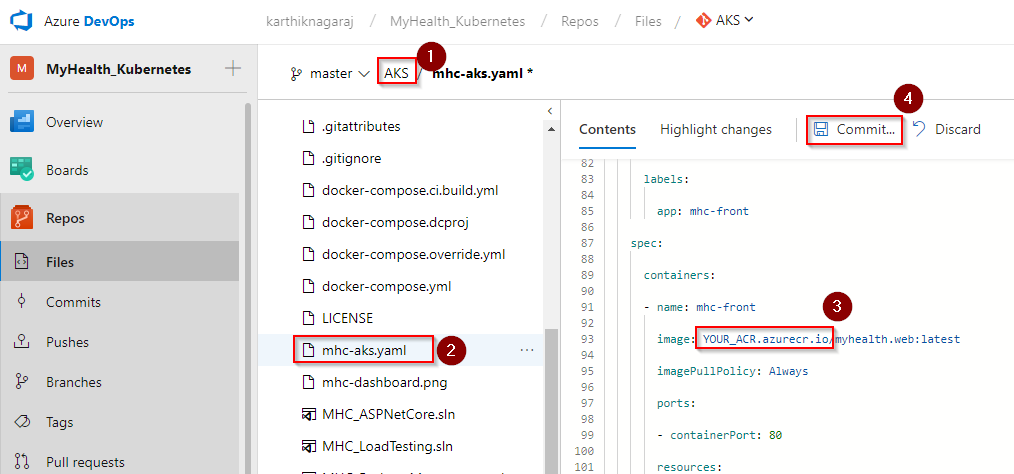 Azure DevOps
karthiknagaraj / MyHealth_Kubernetes / Repos / Files / AKS
M MyHealth_Kubernetes +
Overview
Boards
Repos
Files
Commits
Pushes
Branches
Tags
Pull requests
master AKS / mhc-aks.yaml *
1
.gitattributes
.gitignore
docker-compose.ci.build.yml
docker-compose.dcproj
docker-compose.override.yml
docker-compose.yml
LICENSE
mhc-aks.yaml
2
mhc-dashboard.png
MHC_ASPNetCore.sln
MHC_LoadTesting.sln
Contents Highlight changes Commit... Discard
4
82
83 labels:
84
85 app: mhc-front
86
87 spec:
88
89 containers:
90
91 - name: mhc-front
3
92
93 image: YOUR_ACR.azurecr.io/myhealth.web:latest
94
95 imagePullPolicy: Always
96
97 ports:
98
99 - containerPort: 80
100
101 resources: